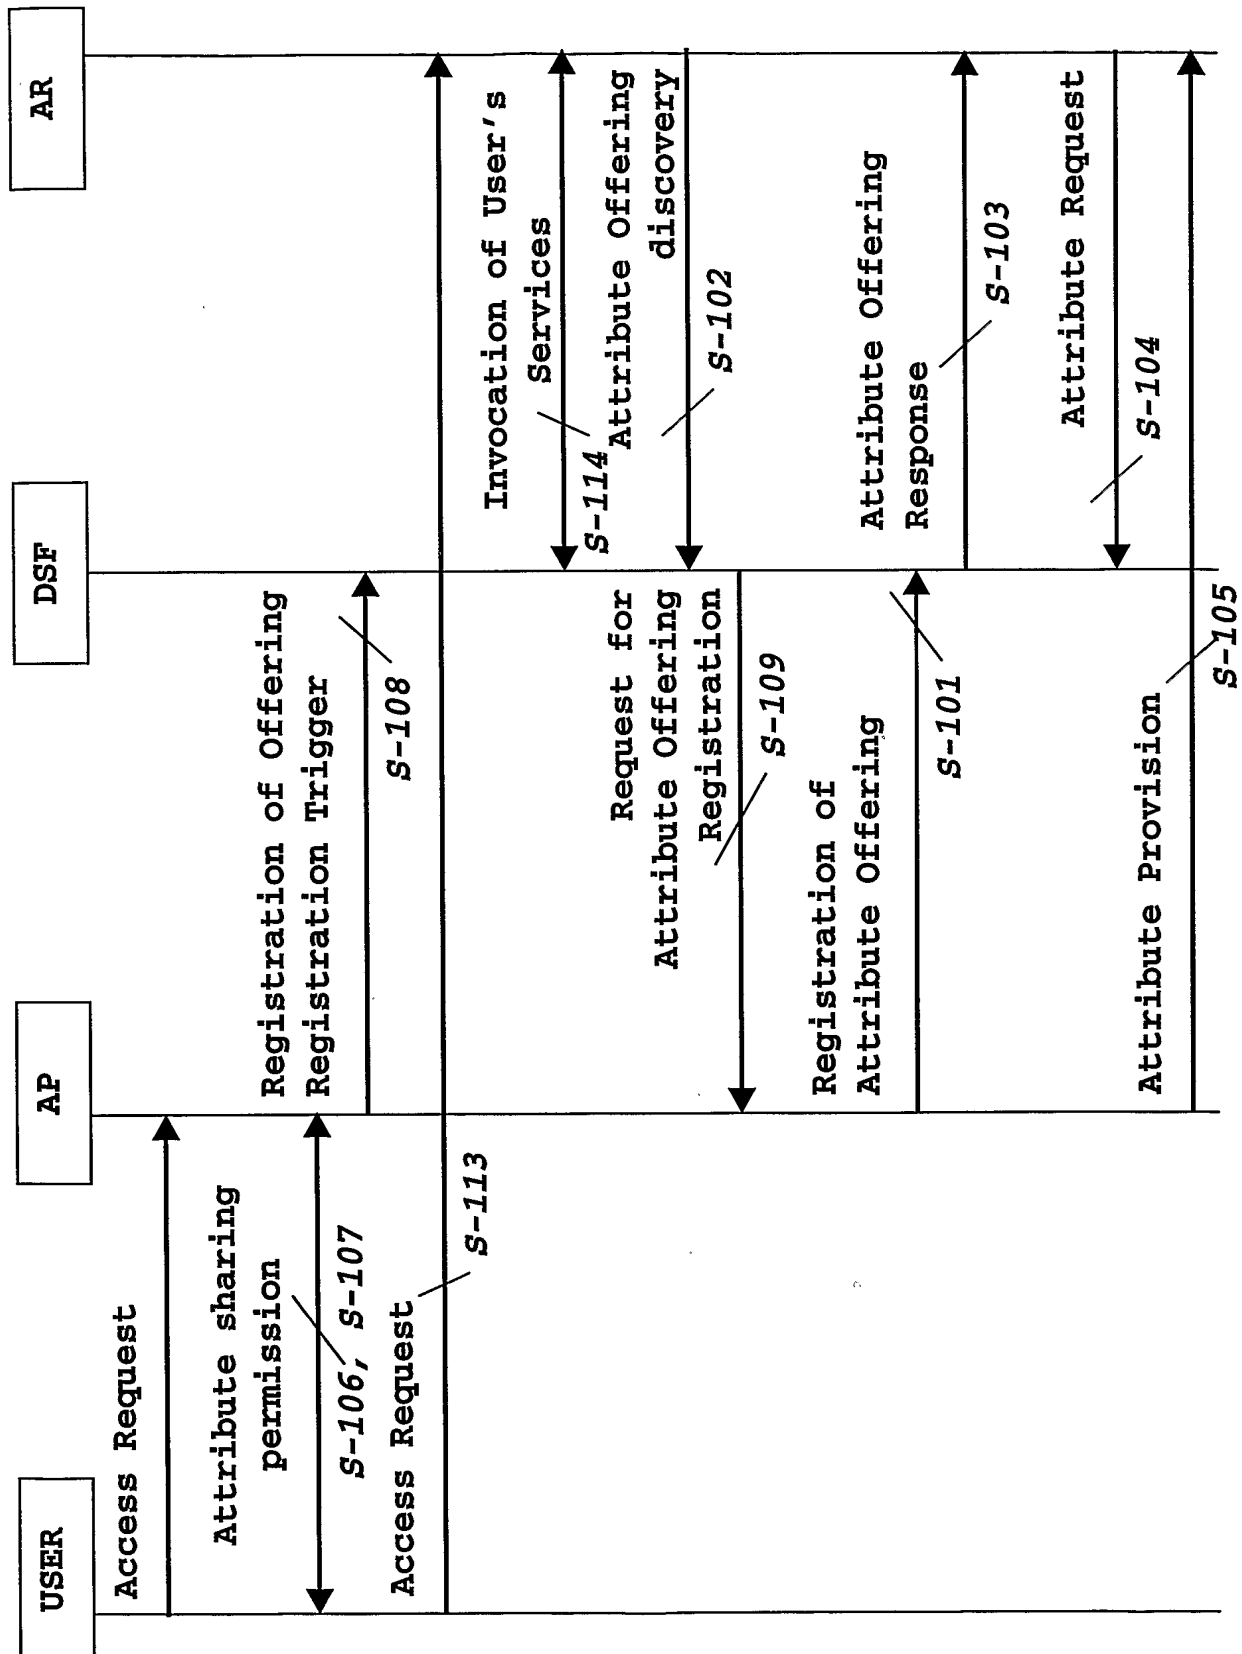 USER
AP
DSF
AR
Access Request
Attribute sharing
permission
S-106, S-107
Registration of Offering
Registration Trigger
S-108
Access Request
S-113
Invocation of User's
Services
S-114
Attribute Offering
discovery
S-102
Request for
Attribute Offering
Registration
S-109
Registration of
Attribute Offering
S-101
Attribute Offering
Response
S-103
Attribute Request
S-104
Attribute Provision
S-105